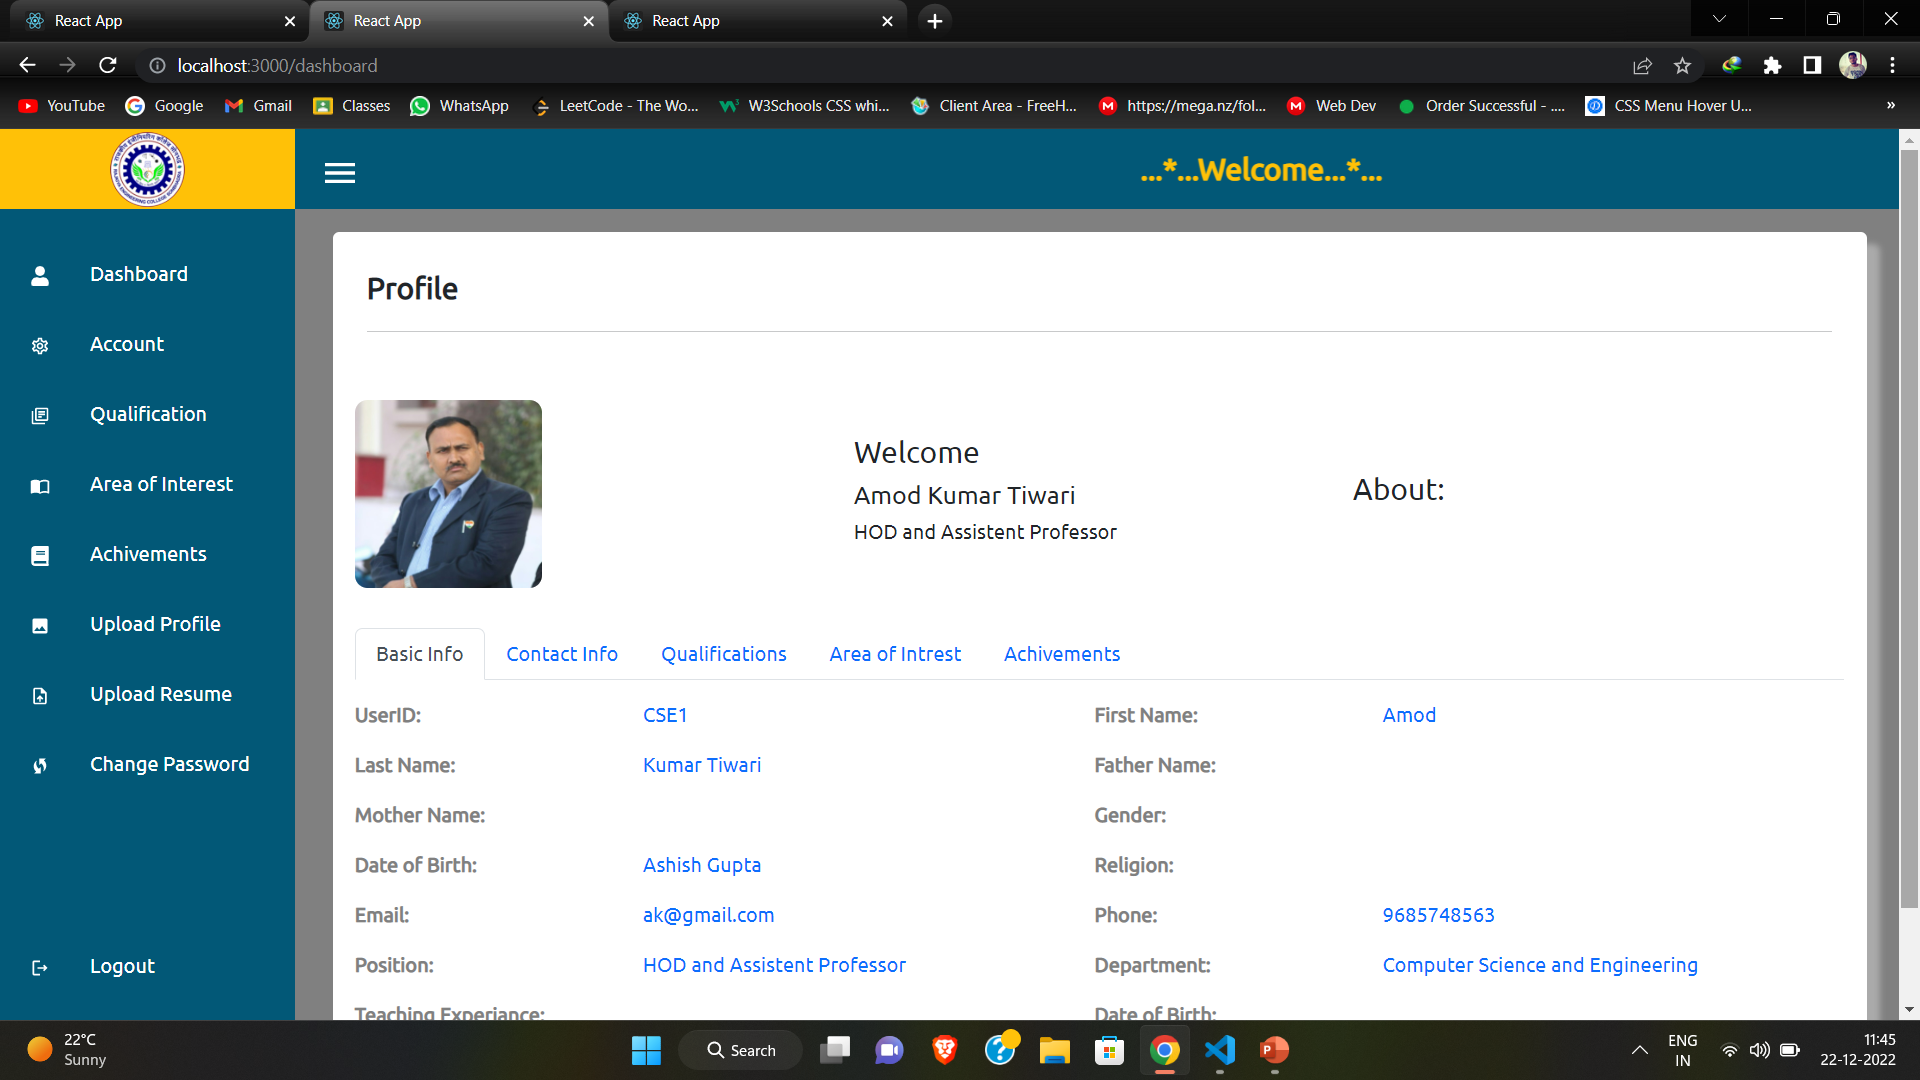 React App
React App
React App
localhost:3000/dashboard
YouTube
Google
Gmail
Classes
WhatsApp
LeetCode - The Wo...
W3Schools CSS whi...
Client Area - FreeH...
https://mega.nz/fol...
Web Dev
Order Successful - ....
CSS Menu Hover U...
»
...*...Welcome...*...
Dashboard
Account
Qualification
Area of Interest
Achivements
Upload Profile
Upload Resume
Change Password
Logout
Profile
Welcome
Amod Kumar Tiwari
HOD and Assistent Professor
About:
Basic Info
Contact Info
Qualifications
Area of Intrest
Achivements
UserID: CSE1 First Name: Amod
Last Name: Kumar Tiwari Father Name:
Mother Name: Gender:
Date of Birth: Ashish Gupta Religion:
Email: ak@gmail.com Phone: 9685748563
Position: HOD and Assistent Professor Department: Computer Science and Engineering
Teaching Experiance: Date of Birth:
22°C
Sunny
Search
ENG
IN
11:45
22-12-2022